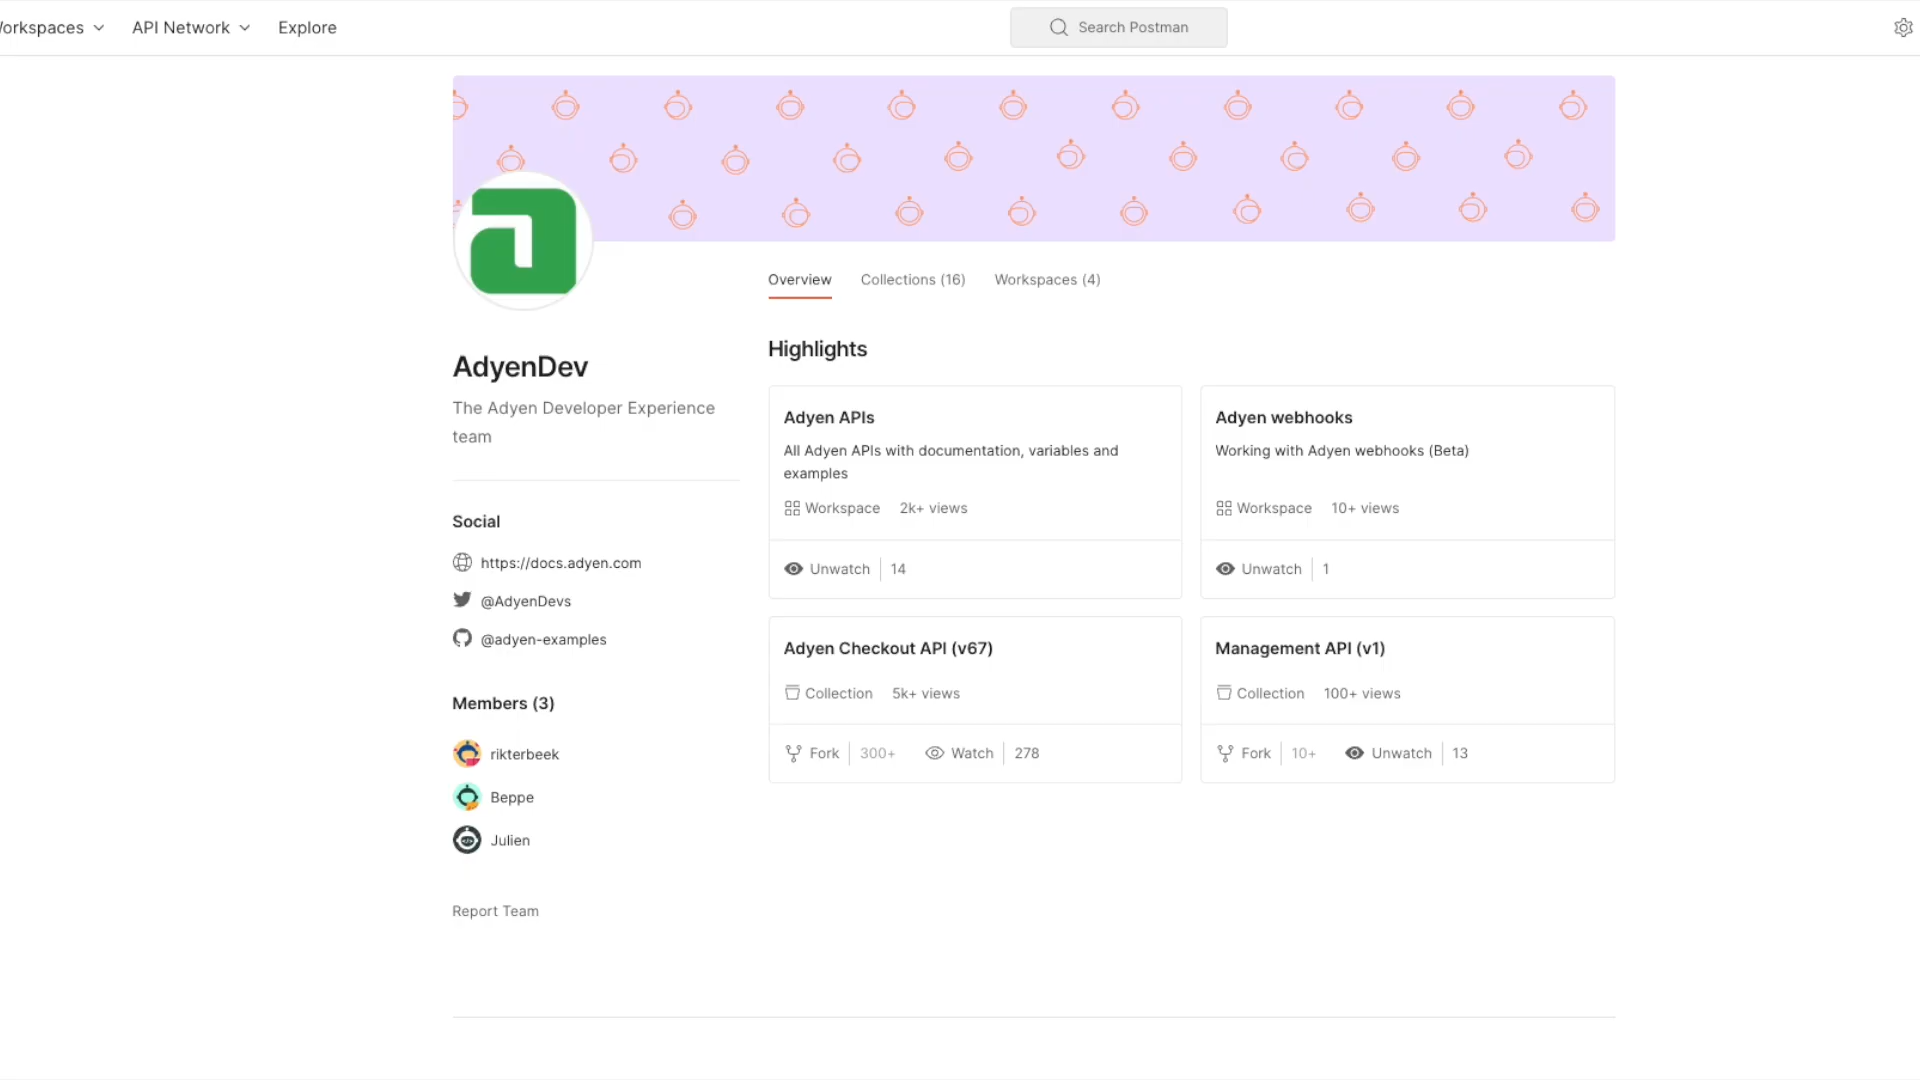 API Network
Explore
Search Postman
Overview
Collections (16)
Workspaces (4)
AdyenDev
The Adyen Developer Experience
team
Social
https://docs.adyen.com
@AdyenDevs
@adyen-examples
Members (3)
rikterbeek
Beppe
Julien
Report Team
Highlights
Adyen APIs
All Adyen APIs with documentation, variables and
examples
Workspace 2k+ views
Unwatch 14
Adyen webhooks
Working with Adyen webhooks (Beta)
Workspace 10+ views
Unwatch 1
Adyen Checkout API (v67)
Collection 5k+ views
Fork 300+ Watch 278
Management API (v1)
Collection 100+ views
Fork 10+ Unwatch 13